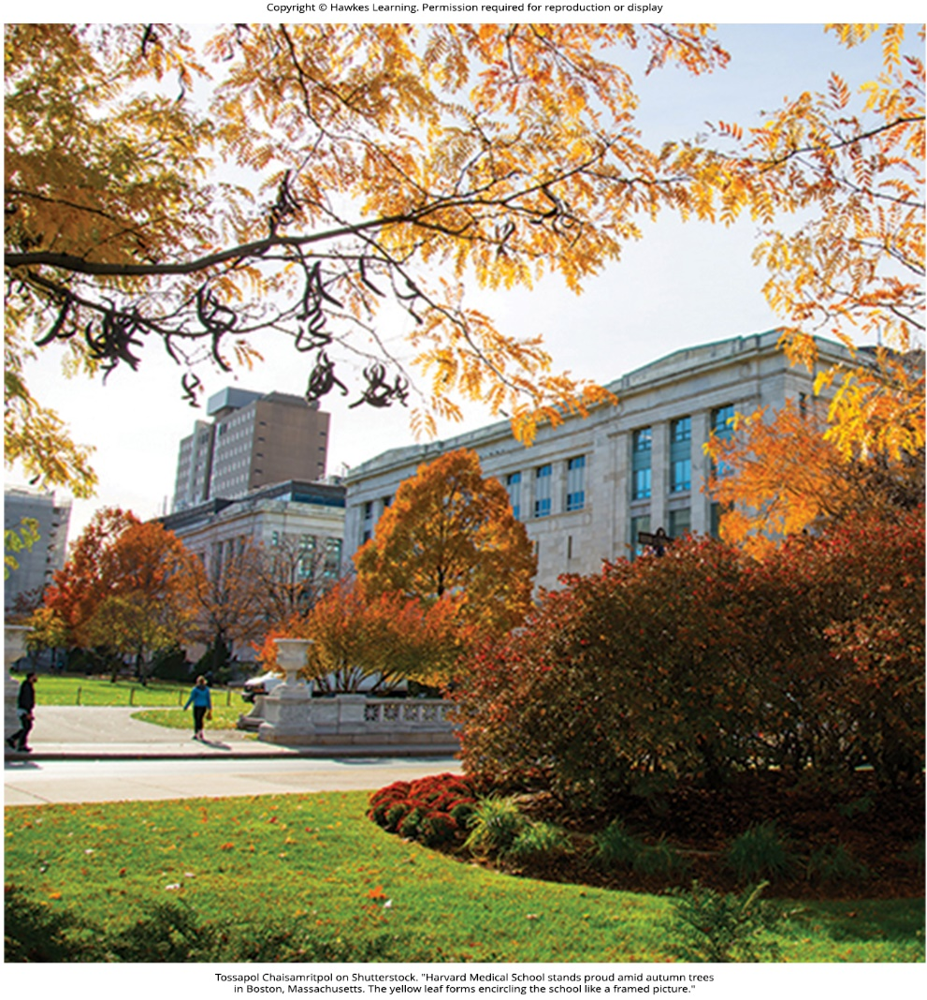 Copyright © Hawkes Learning. Permission required for reproduction or display
Tossapol Chaisamritpol on Shutterstock. "Harvard Medical School stands proud amid autumn trees
in Boston, Massachusetts. The yellow leaf forms encircling the school like a framed picture."